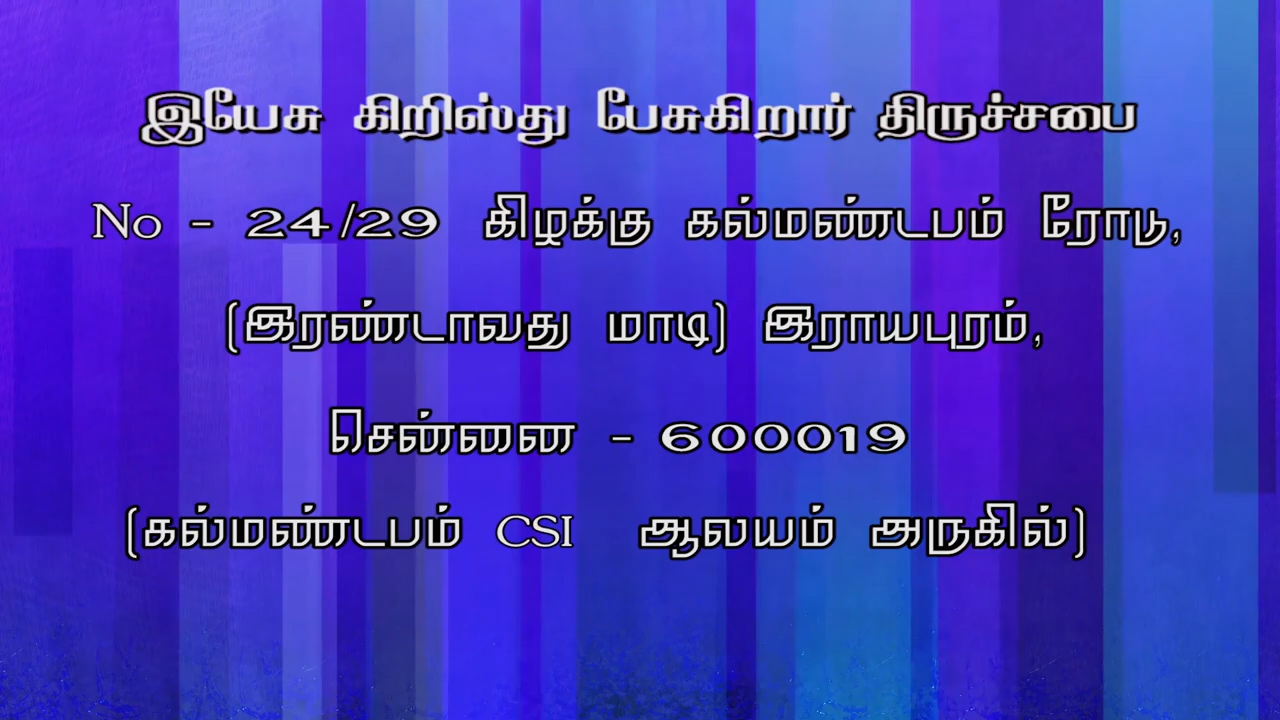 இயேசு கிறிஸ்து பேசுகிறார் திருச்சபை
No - 24/29 கிழக்கு கல்மண்டபம் ரோடு,
(இரண்டாவது மாடி) இராயபுரம்,
சென்னை - 600019
(கல்மண்டபம் CSI ஆலயம் அருகில்)